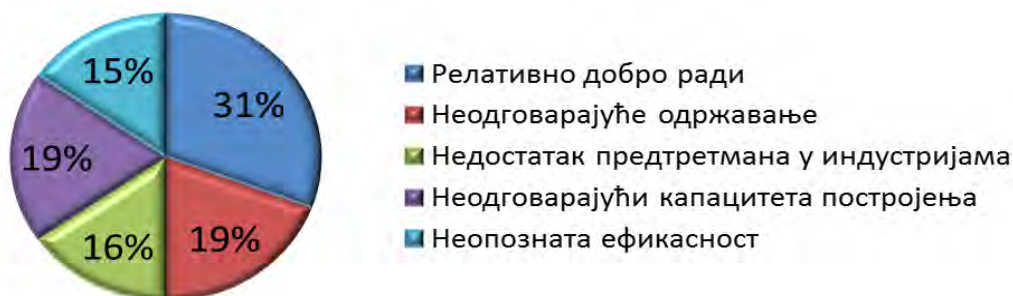 15%
31%
19%
16%
19%
Релативно добро ради
Неодговарајуће одржавање
Недостатак предтретмана у индустријама
Неодговарајући капацитета постројења
Неопозната ефикасност